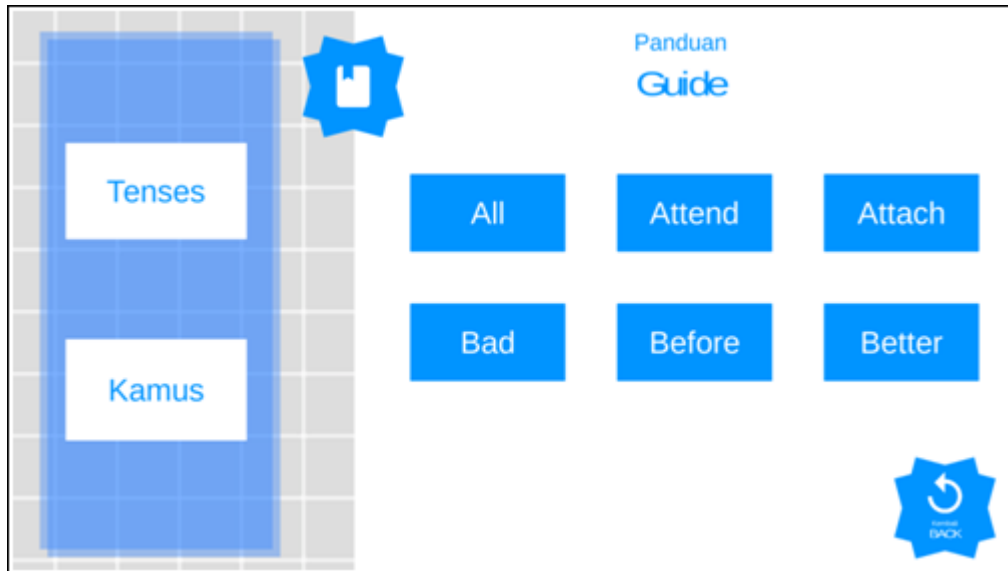 Panduan
Guide
Tenses
Kamus
All
Attend
Attach
Bad
Before
Better
Kembali
BACK